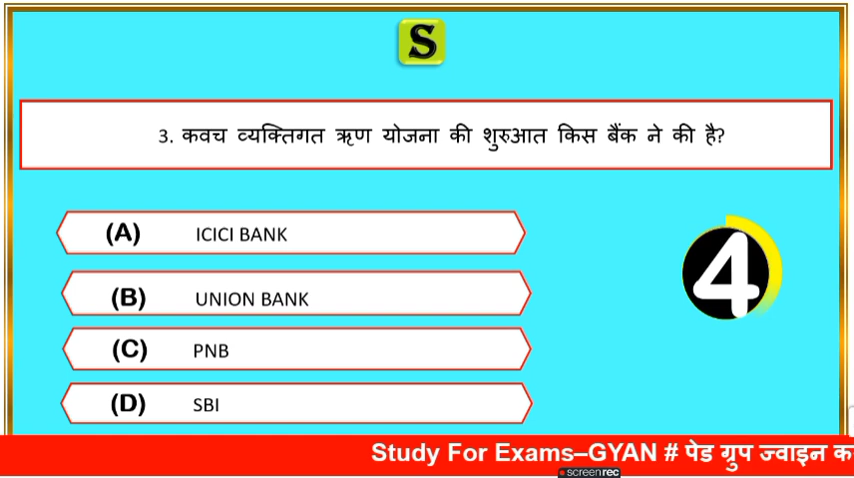 S
3. कवच व्यक्तिगत ऋण योजना की शुरुआत किस बैंक ने की है?
(A) ICICI BANK
4
(B) UNION BANK
(C) PNB
(D) SBI
Study For Exams–GYAN # पेड ग्रुप ज्वाइन क
screenrec